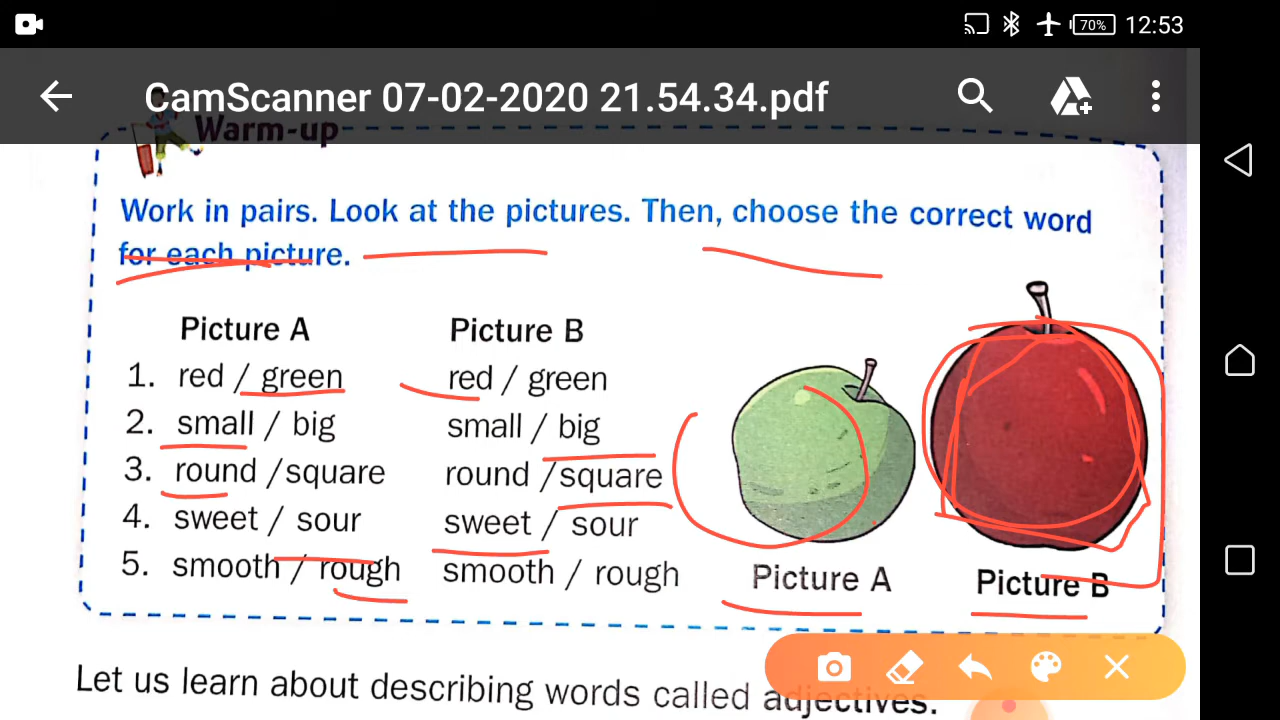 70% 12:53
CamScanner 07-02-2020 21.54.34.pdf
Warm-up
Work in pairs. Look at the pictures. Then, choose the correct word
for each picture.
Picture A Picture B
1. red / green red / green
2. small / big small / big
3. round /square round /square
4. sweet / sour sweet / sour
5. smooth / rough smooth / rough
Picture A Picture B
Let us learn about describing words called adjectives.